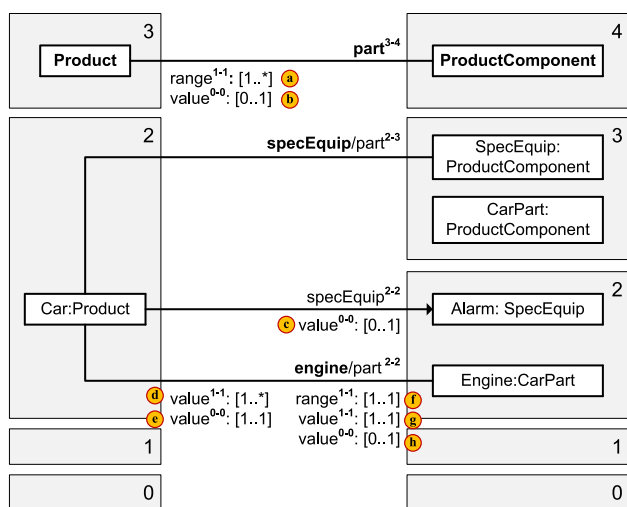 3
4
Product
part³⁻⁴
ProductComponent
range¹⁻¹: [1..*] a
value⁰⁻⁰: [0..1] b
2
3
specEquip/part²⁻³
SpecEquip:
ProductComponent
CarPart:
ProductComponent
2
Car:Product
specEquip²⁻²
Alarm: SpecEquip
c value⁰⁻⁰: [0..1]
engine/part ²⁻²
Engine:CarPart
d value¹⁻¹: [1..*]
range¹⁻¹: [1..1] f
e value⁰⁻⁰: [1..1]
value¹⁻¹: [1..1] g
value⁰⁻⁰: [0..1] h
1
1
0
0